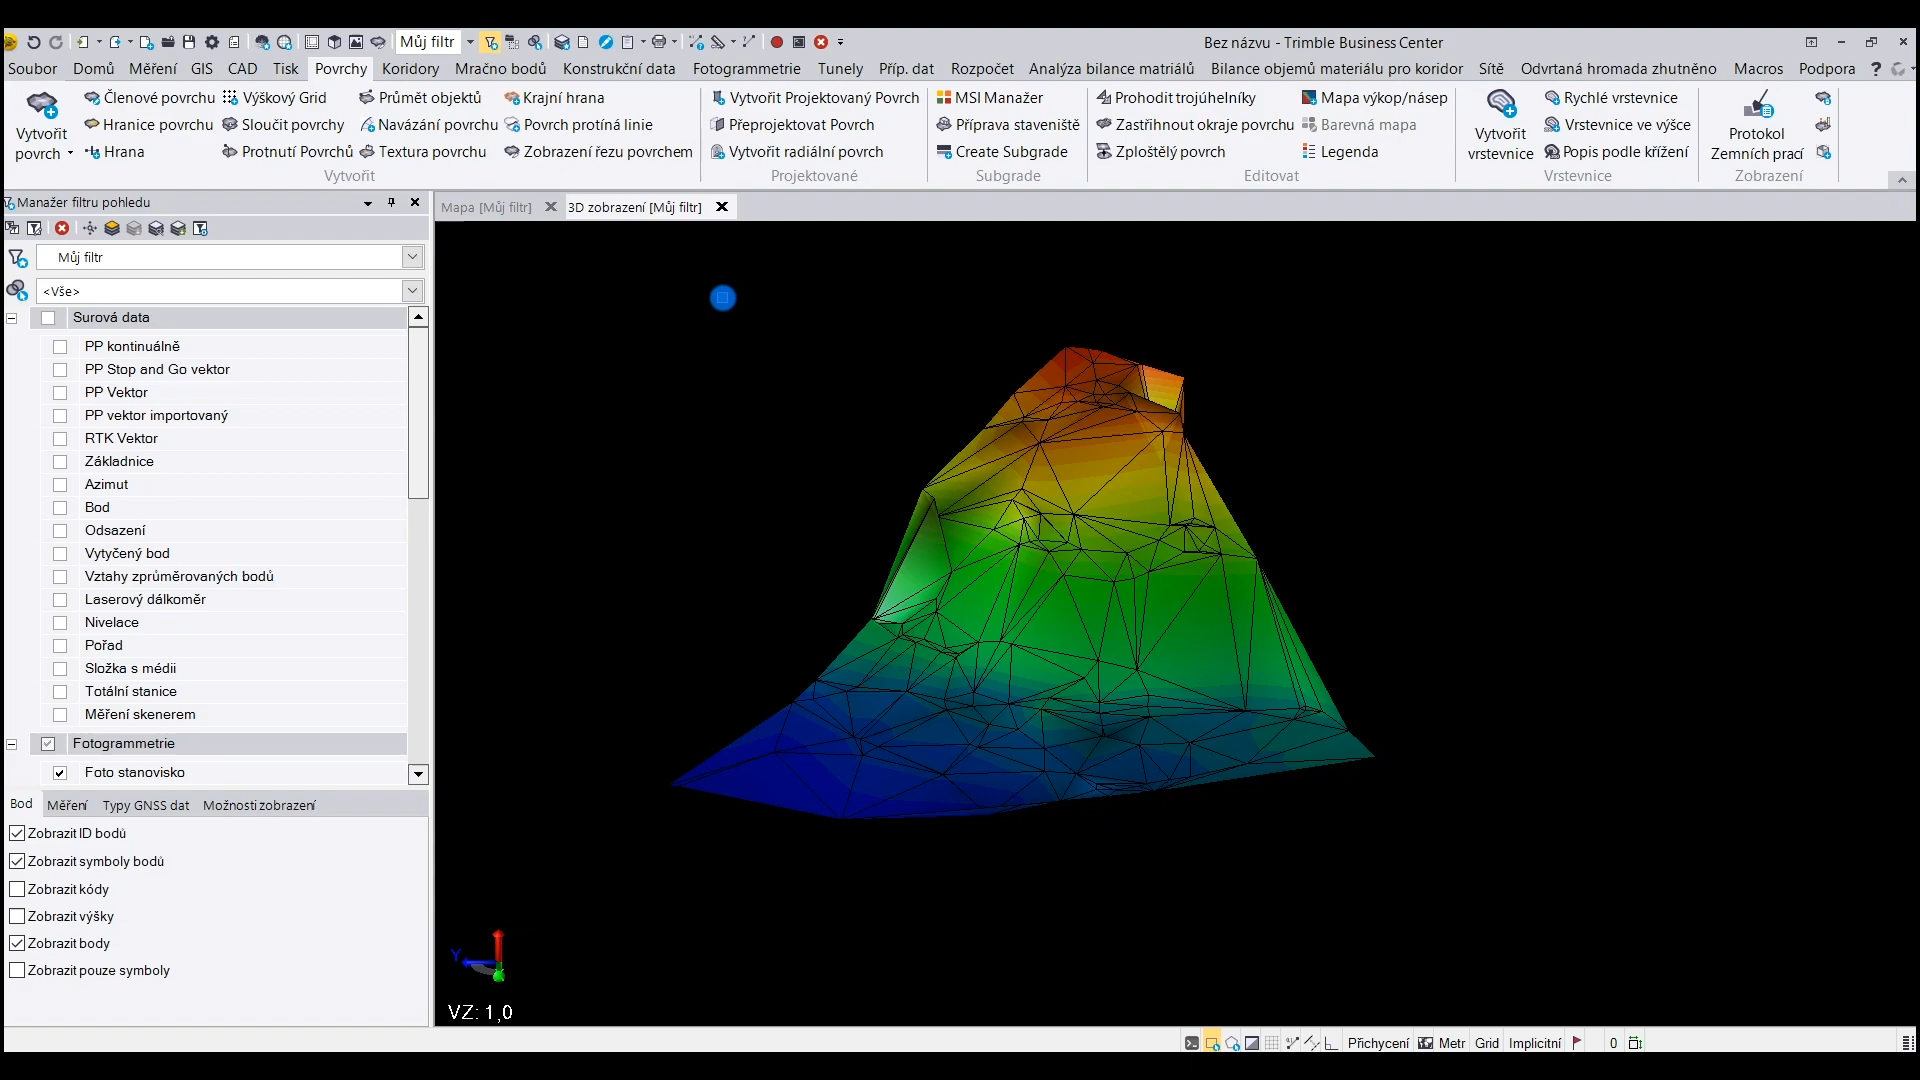 Můj filtr
Bez názvu - Trimble Business Center
Soubor Domů Měření GIS CAD Tisk Povrchy Koridory Mračno bodů Konstrukční data Fotogrammetrie Tunely Příp. dat Rozpočet Analýza bilance matriálů Bilance objemů materiálu pro koridor Sítě Odvrtaná hromada zhutněno Macros Podpora
Vytvořit povrch
Členové povrchu
Hranice povrchu
Hrana
Výškový Grid
Sloučit povrchy
Protnutí Povrchů
Průmět objektů
Navázání povrchu
Textura povrchu
Krajní hrana
Povrch protíná linie
Zobrazení řezu povrchem
Vytvořit
Vytvořit Projektovaný Povrch
Přeprojektovat Povrch
Vytvořit radiální povrch
Projektované
MSI Manažer
Příprava staveniště
Create Subgrade
Subgrade
Prohodit trojúhelníky
Zastřihnout okraje povrchu
Zploštělý povrch
Mapa výkop/násep
Barevná mapa
Legenda
Editovat
Vytvořit vrstevnice
Rychlé vrstevnice
Vrstevnice ve výšce
Popis podle křížení
Vrstevnice
Protokol Zemních prací
Zobrazení
Manažer filtru pohledu
Mapa [Můj filtr]
3D zobrazení [Můj filtr]
Můj filtr
<Vše>
Surová data
PP kontinuálně
PP Stop and Go vektor
PP Vektor
PP vektor importovaný
RTK Vektor
Základnice
Azimut
Bod
Odsazení
Vytyčený bod
Vztahy zprůměrovaných bodů
Laserový dálkoměr
Nivelace
Pořad
Složka s médii
Totální stanice
Měření skenerem
Fotogrammetrie
Foto stanovisko
Bod Měření Typy GNSS dat Možnosti zobrazení
Zobrazit ID bodů
Zobrazit symboly bodů
Zobrazit kódy
Zobrazit výšky
Zobrazit body
Zobrazit pouze symboly
Y
VZ: 1,0
Přichycení Metr Grid Implicitní 0